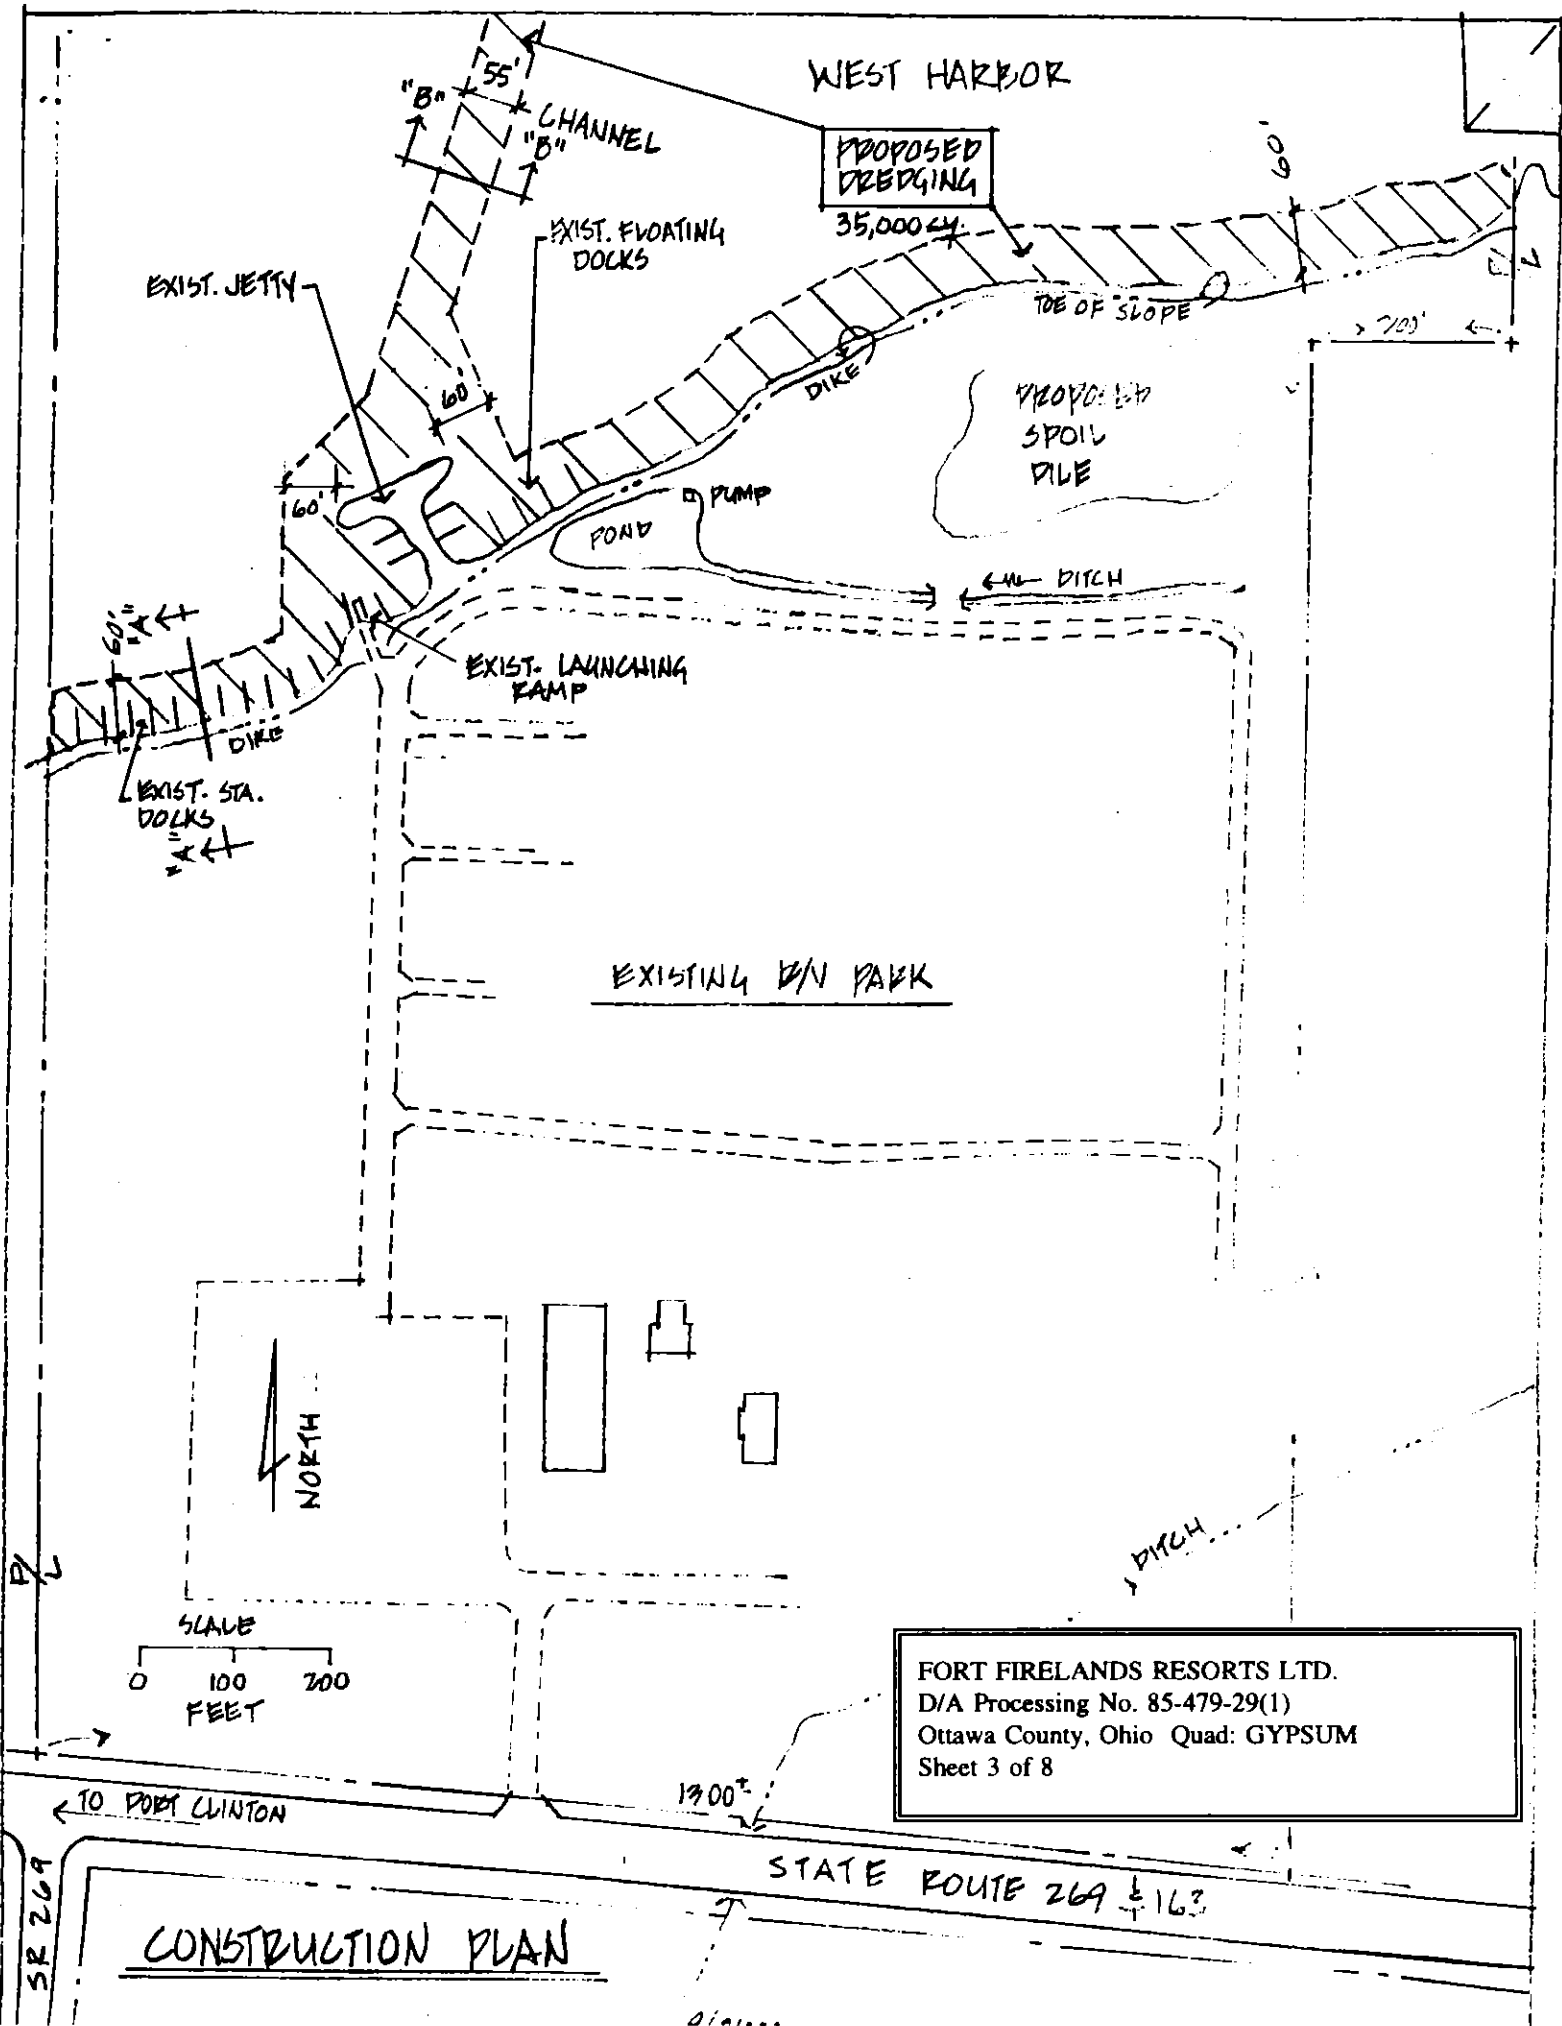 WEST HARBOR
55'
"B"
CHANNEL
"B"
PROPOSED
DREDGING
35,000 CY.
60'
EXIST. FLOATING
DOCKS
EXIST. JETTY
P/L
TOE OF SLOPE
200'
DIKE
60'
PROPOSED
SPOIL
PILE
60'
PUMP
POND
DITCH
60'
"A"
EXIST. LAUNCHING
RAMP
DIKE
EXIST. STA.
DOCKS
"A"
EXISTING R/V PARK
NORTH
DITCH
P/L
SCALE
0 100 200
FEET
FORT FIRELANDS RESORTS LTD.
D/A Processing No. 85-479-29(1)
Ottawa County, Ohio Quad: GYPSUM
Sheet 3 of 8
1300±
TO PORT CLINTON
STATE ROUTE 269 & 163
SR 269
CONSTRUCTION PLAN